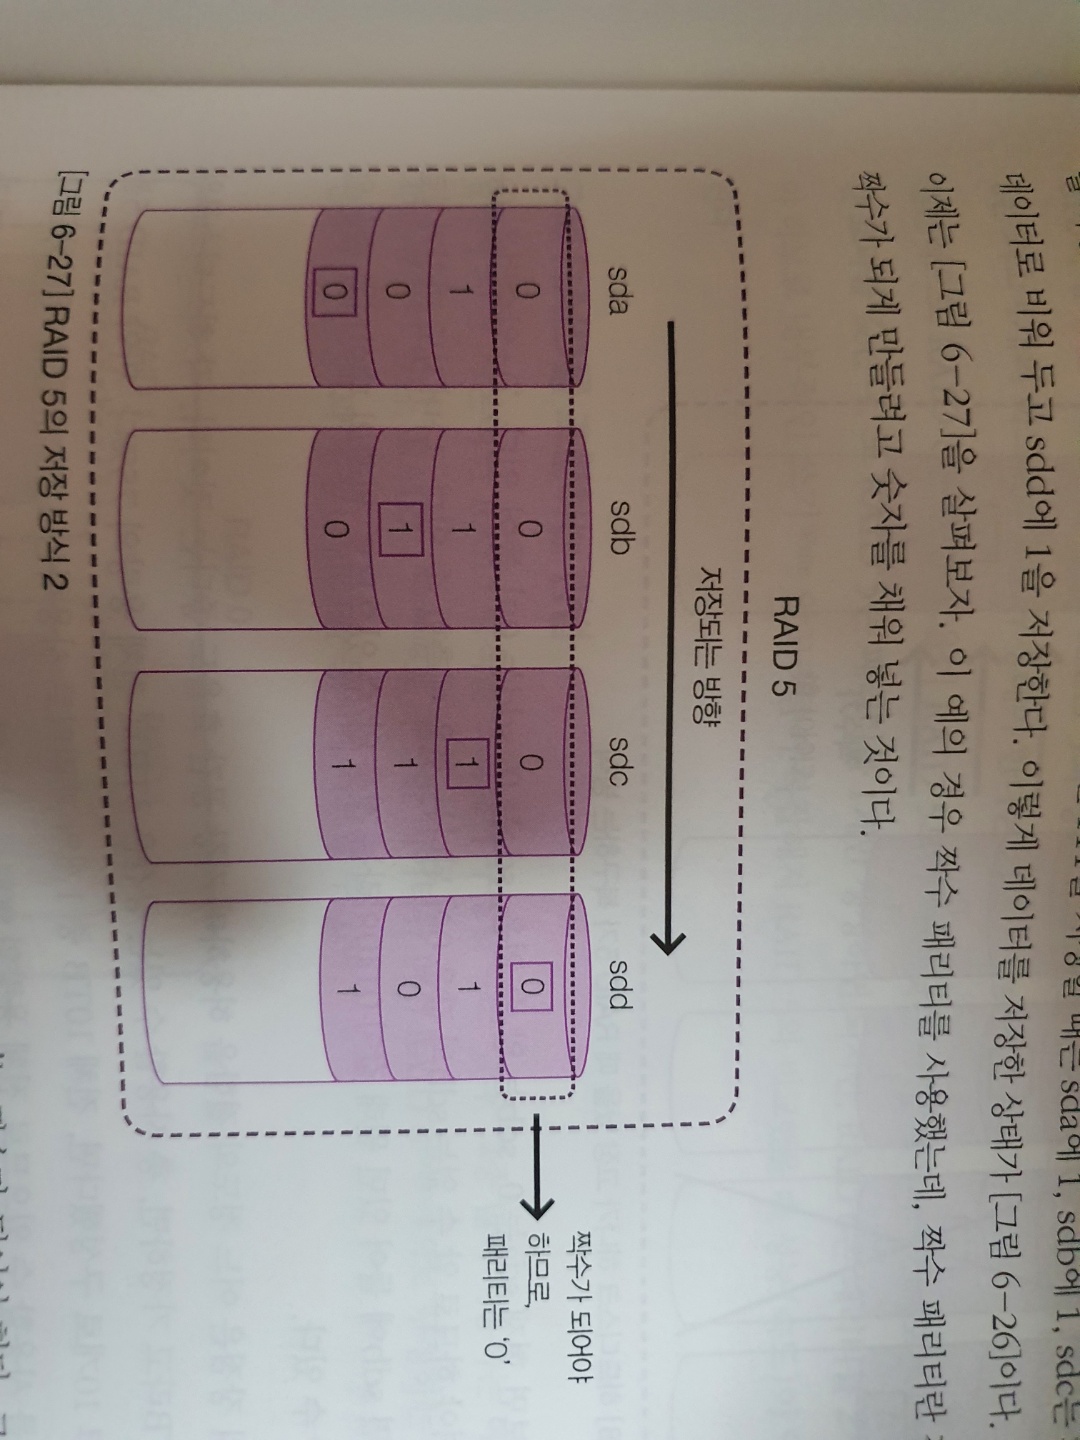 때는 sda에 1, sdb에 1, sdc는
데이터로 비워 두고 sdd에 1을 저장한다. 이렇게 데이터를 저장한 상태가 [그림 6-26]이다.
이제는 [그림 6-27]을 살펴보자. 이 예의 경우 짝수 패리티를 사용했는데, 짝수 패리티란
짝수가 되게 만들려고 숫자를 채워 넣는 것이다.
RAID 5
저장되는 방향
sda sdb sdc sdd
0 0 0 0
1 1 1 1
0 1 1 0
0 0 1 1
짝수가 되어야
하므로,
패리티는 '0'
[그림 6-27] RAID 5의 저장 방식 2